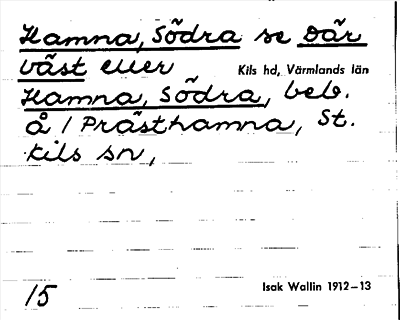 Hamna, Södra se Där
väst eller
Kils hd, Värmlands län
Hamna, Södra, beb.
å / Prästhamna, St.
Kils sn,
15
Isak Wallin 1912-13